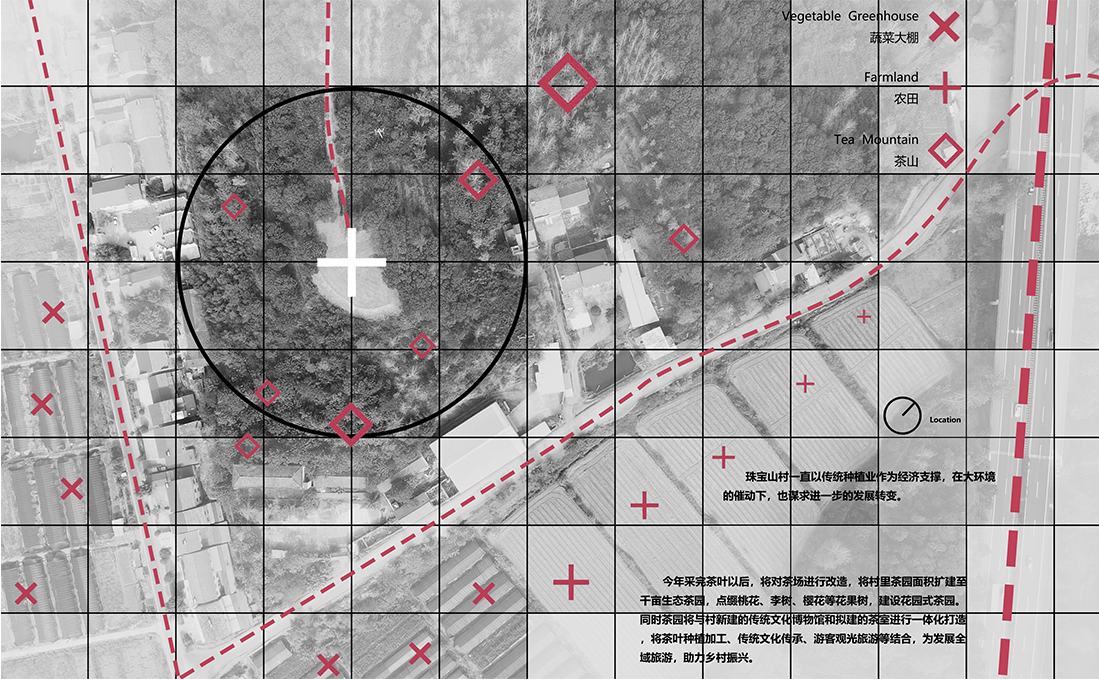 Vegetable Greenhouse
蔬菜大棚
Farmland
农田
Tea Mountain
茶山
Location
珠宝山村一直以传统种植业作为经济支撑，在大环境
的催动下，也谋求进一步的发展转变。
今年采完茶叶以后，将对茶场进行改造，将村里茶园面积扩建至
千亩生态茶园，点缀桃花、李树、樱花等花果树，建设花园式茶园。
同时茶园将与村新建的传统文化博物馆和拟建的茶室进行一体化打造
，将茶叶种植加工、传统文化传承、游客观光旅游等结合，为发展全
域旅游，助力乡村振兴。